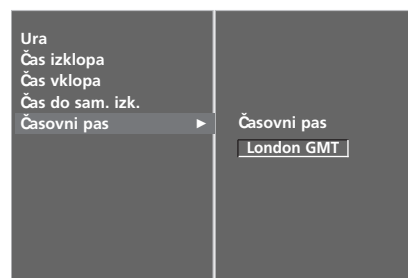 Ura
Čas izklopa
Čas vklopa
Čas do sam. izk.
Časovni pas ►
Časovni pas
London GMT